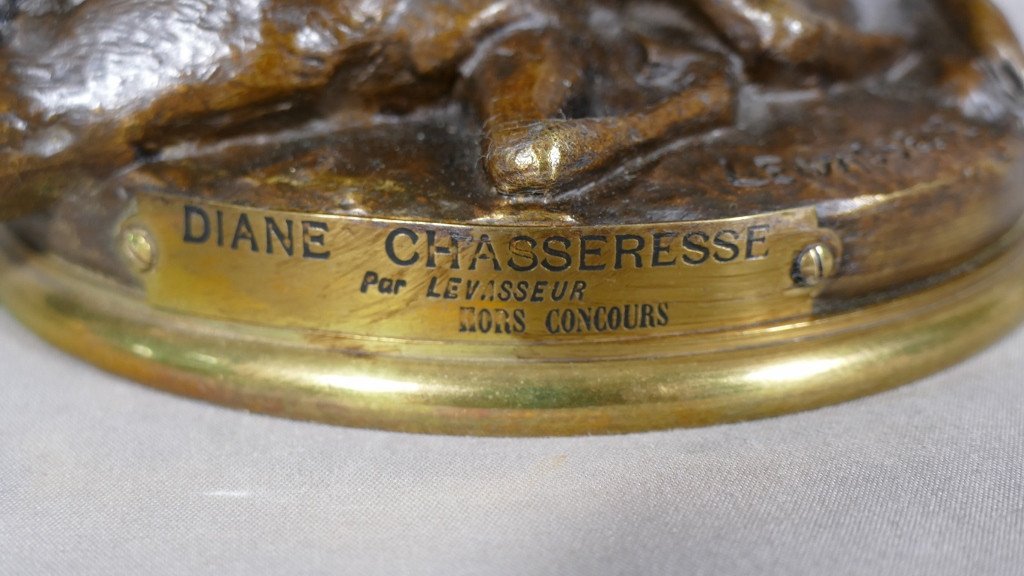 DIANE CHASSERESSE
Par LEVASSEUR
HORS CONCOURS